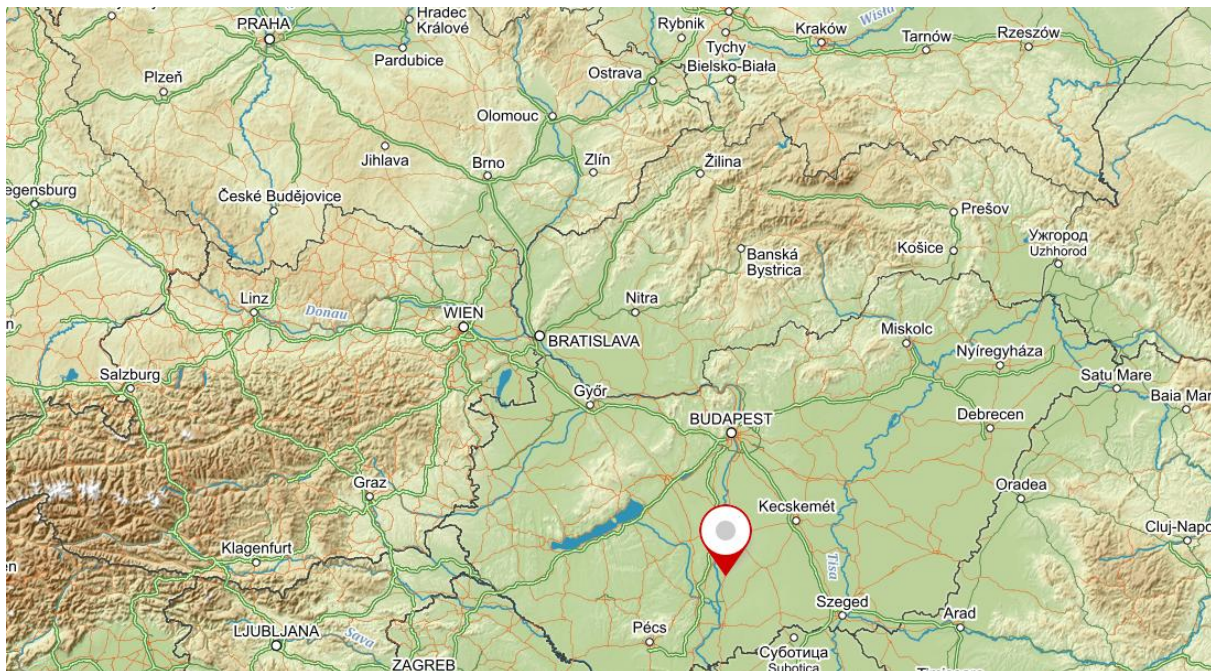 PRAHA
Hradec
Králové
Pardubice
Plzeň
Rybnik
Tychy
Bielsko-Biała
Kraków
Wisła
Tarnów
Rzeszów
Ostrava
Olomouc
Jihlava
Brno
Zlín
Žilina
egensburg
České Budějovice
Prešov
Košice
Ужгород
Uzhhorod
Banská
Bystrica
Linz
Donau
WIEN
Nitra
BRATISLAVA
Miskolc
Nyíregyháza
Salzburg
Győr
Satu Mare
Baia Mar
BUDAPEST
Debrecen
Graz
Kecskemét
Oradea
Cluj-Napo
Klagenfurt
en
Tisa
Szeged
Arad
LJUBLJANA
Sava
Pécs
Суботица
Subotica
ZAGREB